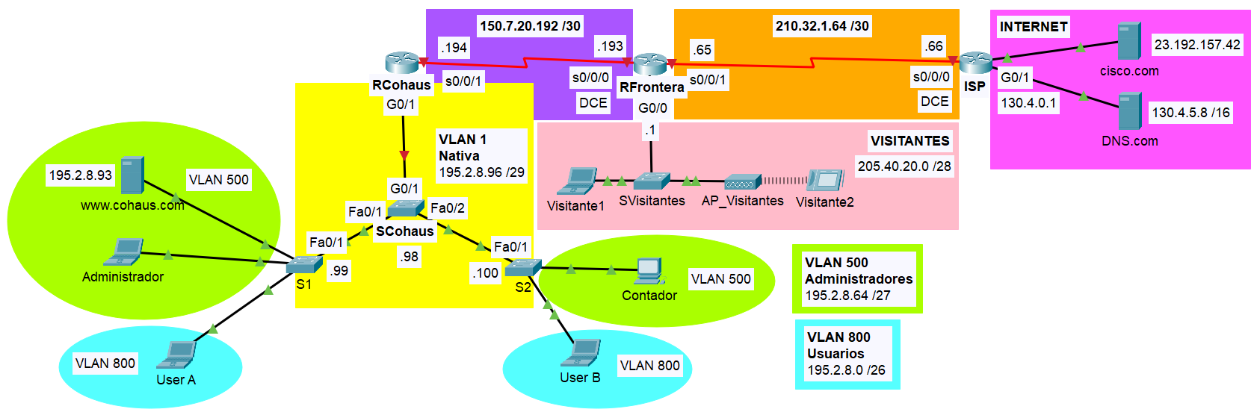 150.7.20.192 /30
210.32.1.64 /30
INTERNET
.194
.193
.65
.66
23.192.157.42
cisco.com
RCohaus
s0/0/1
s0/0/0
RFrontera
s0/0/1
s0/0/0
ISP
G0/1
130.4.0.1
DCE
DCE
G0/1
G0/0
130.4.5.8 /16
DNS.com
.1
VLAN 1
Nativa
195.2.8.96 /29
VISITANTES
205.40.20.0 /28
195.2.8.93
VLAN 500
www.cohaus.com
G0/1
Fa0/1
Fa0/2
SCohaus
.98
Visitante1
SVisitantes
AP_Visitantes
Visitante2
Fa0/1
Fa0/1
Administrador
.99
S1
.100
S2
Contador
VLAN 500
VLAN 500
Administradores
195.2.8.64 /27
VLAN 800
User A
User B
VLAN 800
VLAN 800
Usuarios
195.2.8.0 /26